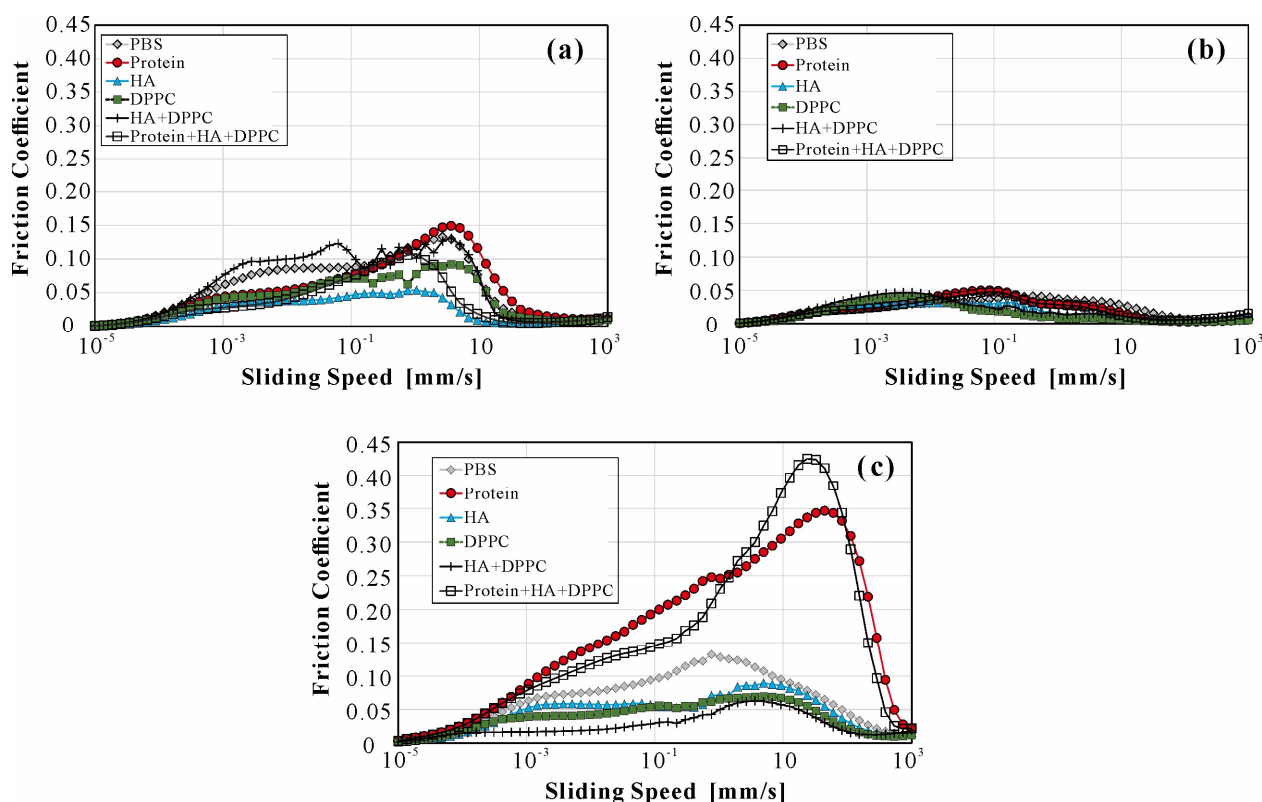 0.45
0.40
0.35
0.30
0.25
0.20
0.15
0.10
0.05
0
Friction Coefficient
PBS
Protein
HA
DPPC
HA+DPPC
Protein+HA+DPPC
(a)
10⁻⁵ 10⁻³ 10⁻¹ 10 10³
Sliding Speed [mm/s]
0.45
0.40
0.35
0.30
0.25
0.20
0.15
0.10
0.05
0
Friction Coefficient
PBS
Protein
HA
DPPC
HA+DPPC
Protein+HA+DPPC
(b)
10⁻⁵ 10⁻³ 10⁻¹ 10 10³
Sliding Speed [mm/s]
0.45
0.40
0.35
0.30
0.25
0.20
0.15
0.10
0.05
0
Friction Coefficient
PBS
Protein
HA
DPPC
HA+DPPC
Protein+HA+DPPC
(c)
10⁻⁵ 10⁻³ 10⁻¹ 10 10³
Sliding Speed [mm/s]